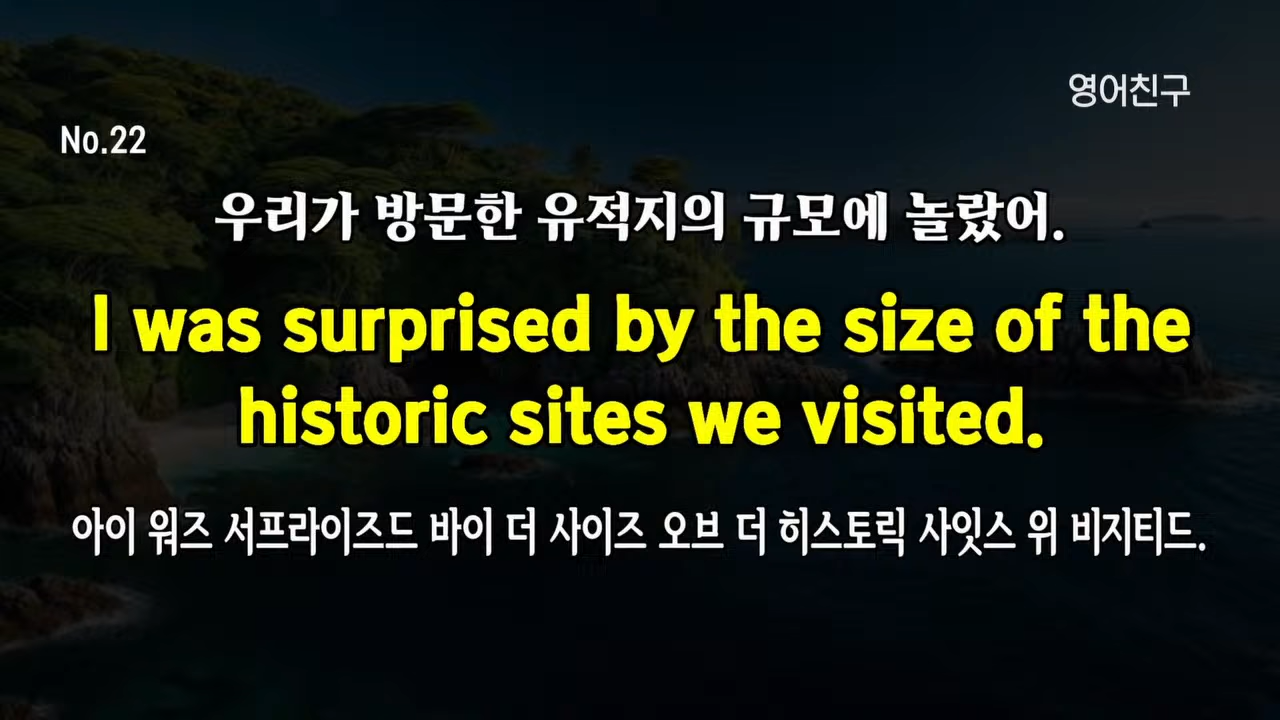 영어친구
No.22
우리가 방문한 유적지의 규모에 놀랐어.
I was surprised by the size of the
historic sites we visited.
아이 워즈 서프라이즈드 바이 더 사이즈 오브 더 히스토릭 사잇스 위 비지티드.